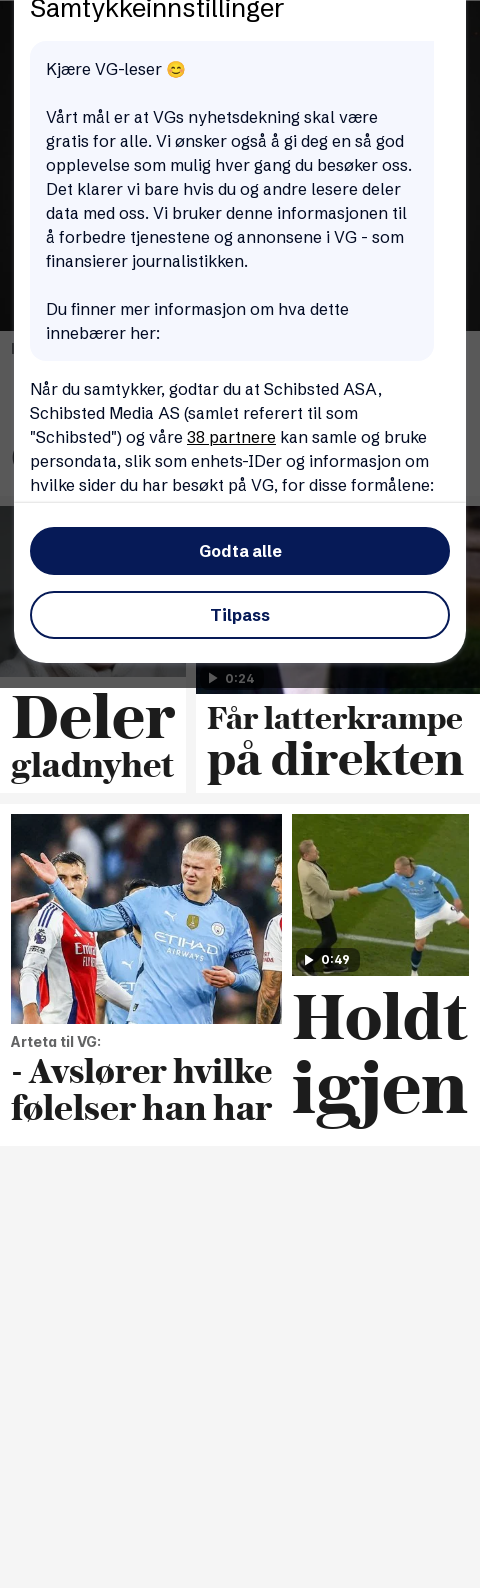 Samtykkeinnstillinger
Kjære VG-leser 😊
Vårt mål er at VGs nyhetsdekning skal være
gratis for alle. Vi ønsker også å gi deg en så god
opplevelse som mulig hver gang du besøker oss.
Det klarer vi bare hvis du og andre lesere deler
data med oss. Vi bruker denne informasjonen til
å forbedre tjenestene og annonsene i VG - som
finansierer journalistikken.
Du finner mer informasjon om hva dette
innebærer her:
Når du samtykker, godtar du at Schibsted ASA,
Schibsted Media AS (samlet referert til som
"Schibsted") og våre 38 partnere kan samle og bruke
persondata, slik som enhets-IDer og informasjon om
hvilke sider du har besøkt på VG, for disse formålene:
Godta alle
Tilpass
0:24
Deler
gladnyhet
Får latterkrampe
på direkten
ETIHAD
AIRWAYS
0:49
Arteta til VG:
- Avslører hvilke
følelser han har
Holdt
igjen